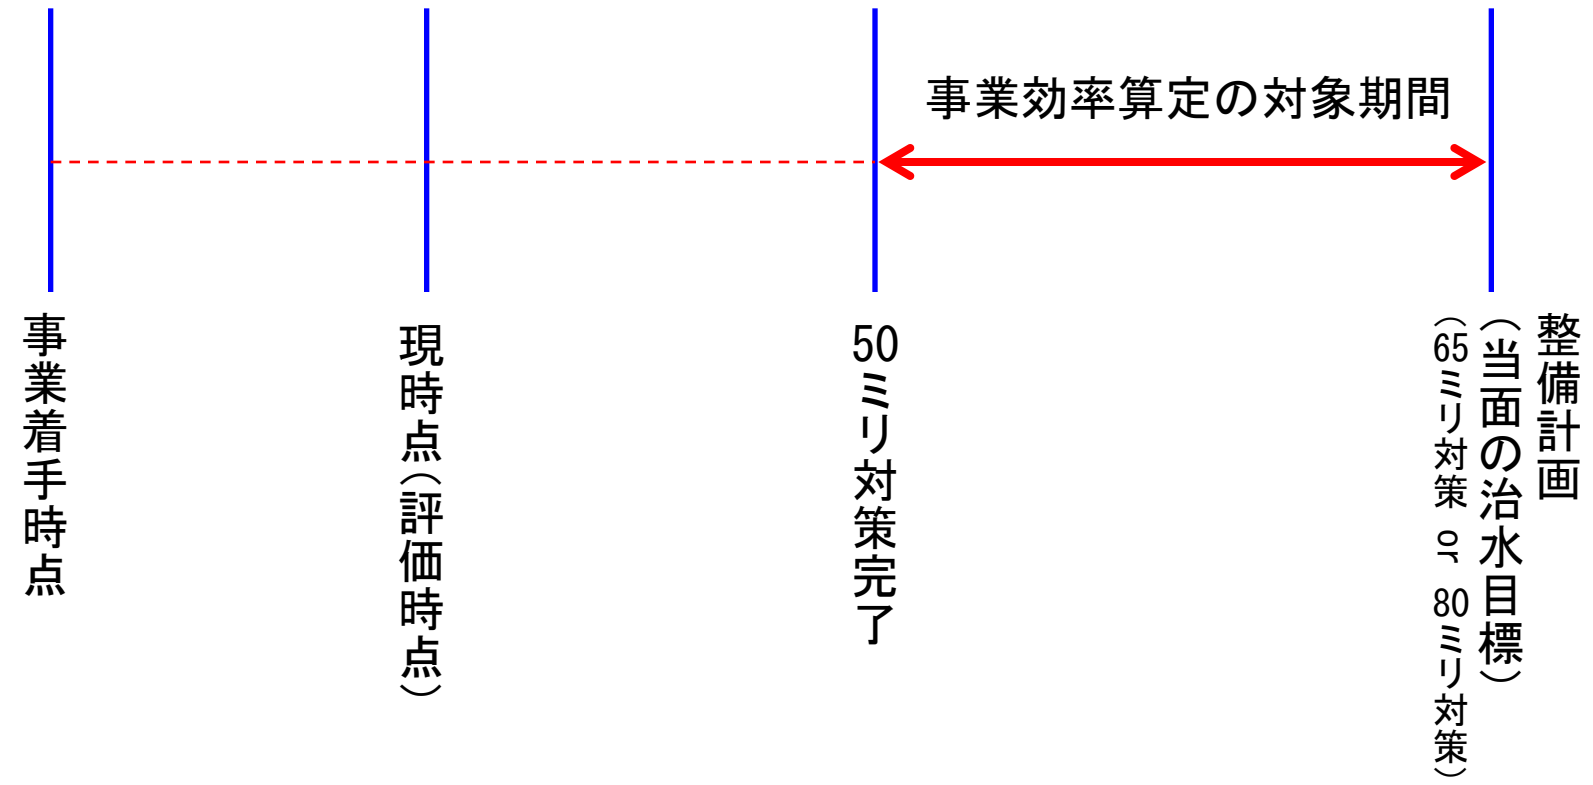 事業効率算定の対象期間
事業着手時点
現時点（評価時点）
50ミリ対策完了
整備計画
（当面の治水目標）
（65ミリ対策 or 80ミリ対策）